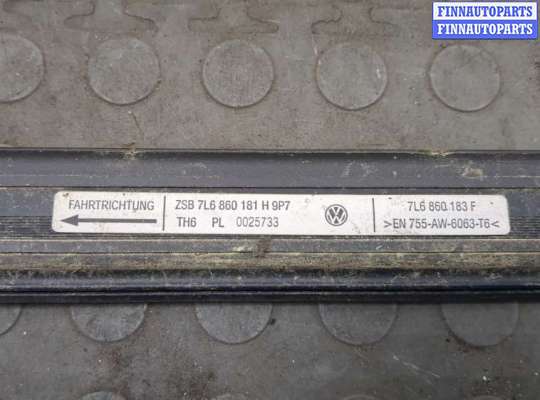 FINNAUTOPARTS
FINNAUTOPARTS
FAHRTRICHTUNG
ZSB 7L6 860 181 H 9P7
TH6 PL 0025733
7L6 860 183 F
>EN 755-AW-6063-T6<